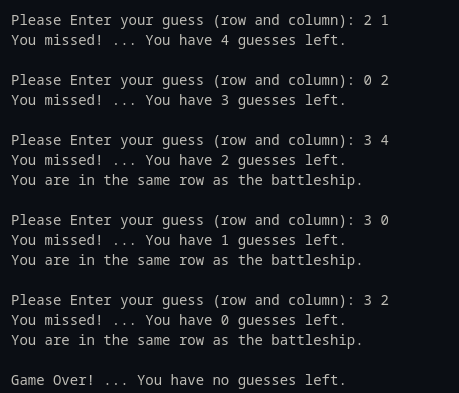 Please Enter your guess (row and column): 2 1
You missed! ... You have 4 guesses left.
Please Enter your guess (row and column): 0 2
You missed! ... You have 3 guesses left.
Please Enter your guess (row and column): 3 4
You missed! ... You have 2 guesses left.
You are in the same row as the battleship.
Please Enter your guess (row and column): 3 0
You missed! ... You have 1 guesses left.
You are in the same row as the battleship.
Please Enter your guess (row and column): 3 2
You missed! ... You have 0 guesses left.
You are in the same row as the battleship.
Game Over! ... You have no guesses left.